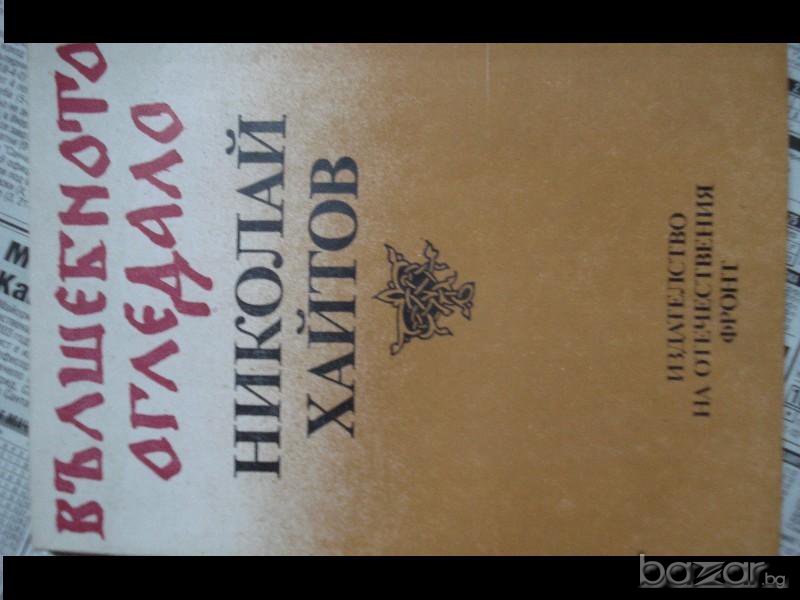 ВЪЛШЕБНОТО
ОГЛЕДАЛО
НИКОЛАЙ
ХАЙТОВ
ИЗДАТЕЛСТВО
НА ОТЕЧЕСТВЕНИЯ
ФРОНТ
bazar.bg